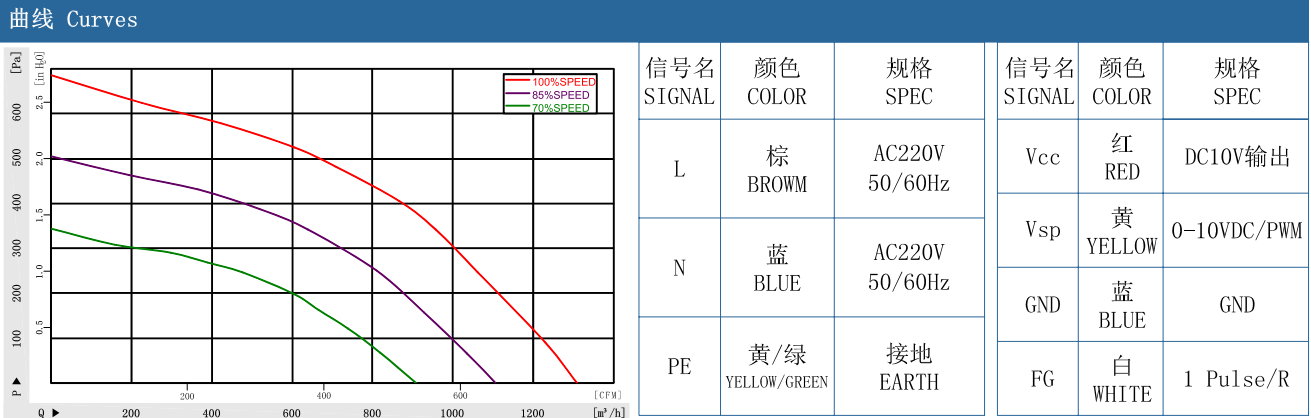 曲线 Curves
[Pa]
[in H₂O]
600
500
400
300
200
100
P ▲
2.5
2.0
1.5
1.0
0.5
100%SPEED
85%SPEED
70%SPEED
200 400 600 [CFM]
Q ▶ 200 400 600 800 1000 1200 [m³/h]
信号名 颜色 规格
SIGNAL COLOR SPEC
L 棕 AC220V
BROWM 50/60Hz
N 蓝 AC220V
BLUE 50/60Hz
PE 黄/绿 接地
YELLOW/GREEN EARTH
信号名 颜色 规格
SIGNAL COLOR SPEC
Vcc 红 DC10V输出
RED
Vsp 黄 0-10VDC/PWM
YELLOW
GND 蓝 GND
BLUE
FG 白 1 Pulse/R
WHITE